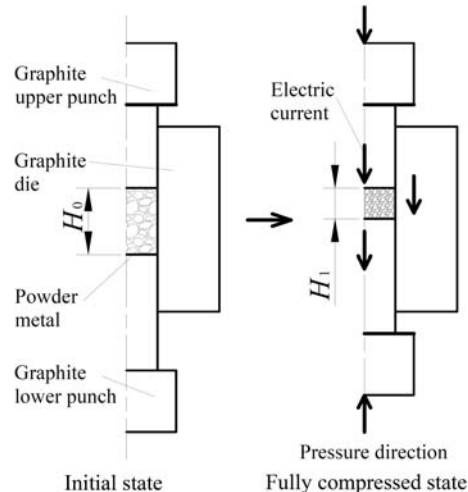 Graphite
upper punch
Graphite
die
H₀
Powder
metal
Graphite
lower punch
Initial state
Electric
current
H₁
Pressure direction
Fully compressed state